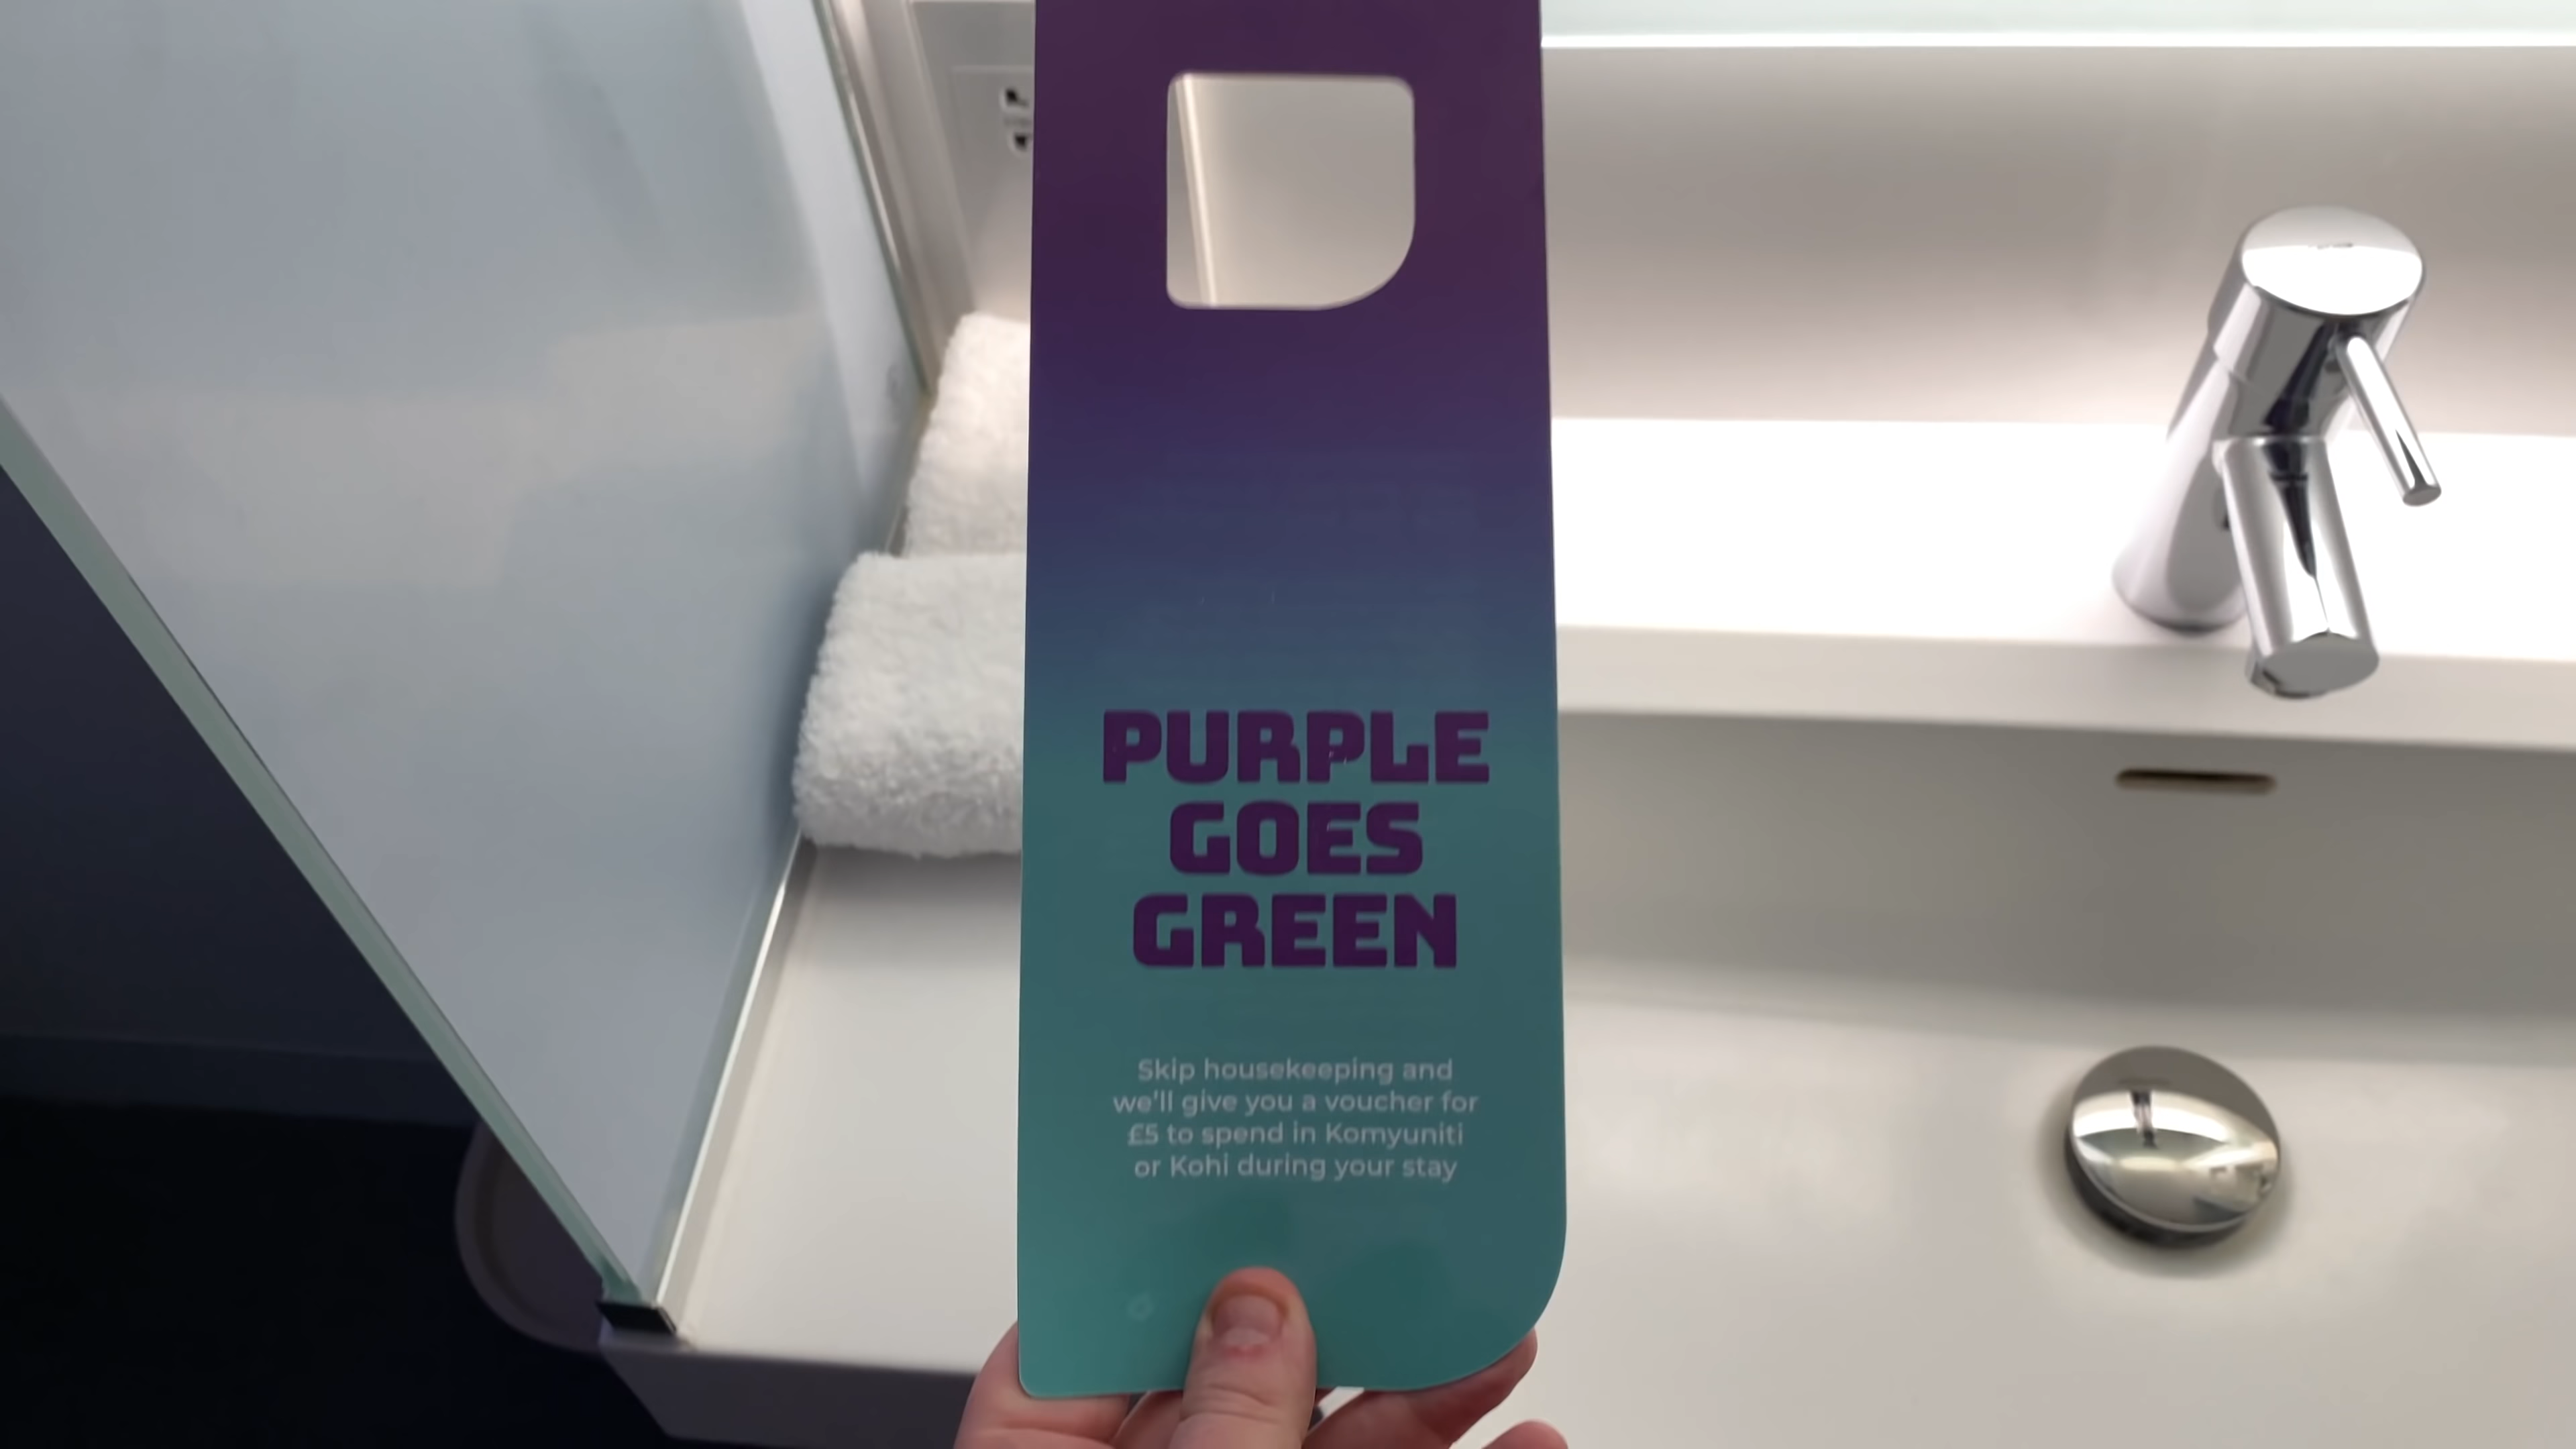 PURPLE
GOES
GREEN
Skip housekeeping and
we'll give you a voucher for
£5 to spend in Komyuniti
or Kohi during your stay